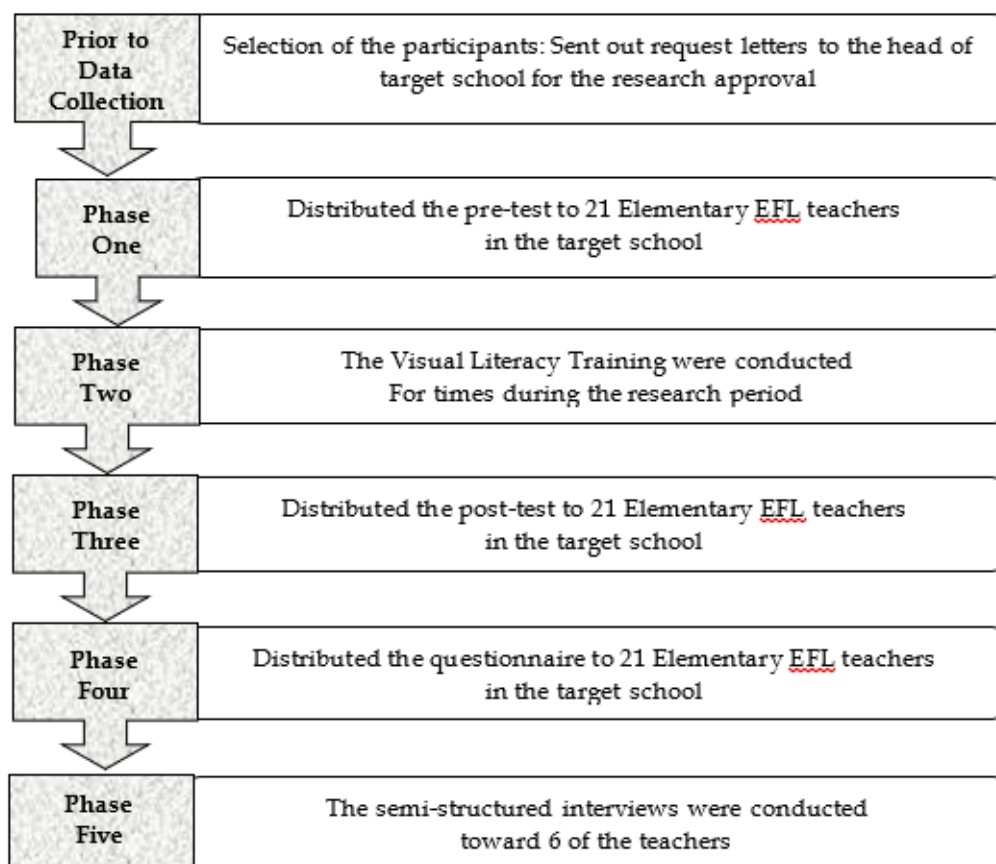 Prior to
Data
Collection
Selection of the participants: Sent out request letters to the head of
target school for the research approval
Phase
One
Distributed the pre-test to 21 Elementary EFL teachers
in the target school
Phase
Two
The Visual Literacy Training were conducted
For times during the research period
Phase
Three
Distributed the post-test to 21 Elementary EFL teachers
in the target school
Phase
Four
Distributed the questionnaire to 21 Elementary EFL teachers
in the target school
Phase
Five
The semi-structured interviews were conducted
toward 6 of the teachers